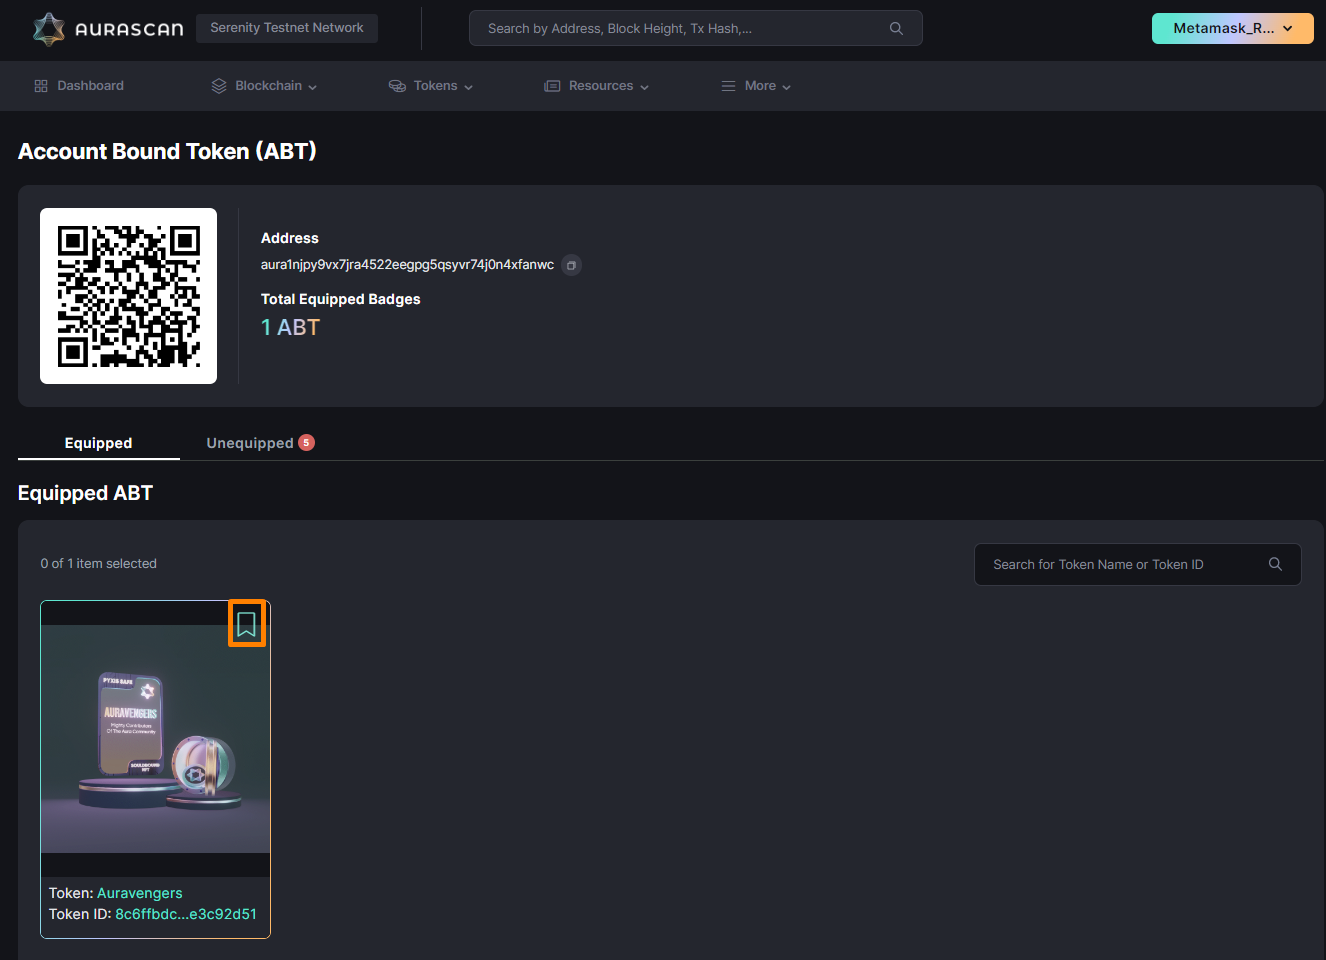 AURASCAN
Serenity Testnet Network
Search by Address, Block Height, Tx Hash,...
Metamask_R...
Dashboard
Blockchain
Tokens
Resources
More
Account Bound Token (ABT)
Address
aura1njpy9vx7jra4522eegpg5qsyvr74j0n4xfanwc
Total Equipped Badges
1 ABT
Equipped
Unequipped 5
Equipped ABT
0 of 1 item selected
Search for Token Name or Token ID
PYXIS SAFE
AURAVENGERS
Highly Contributors
Of The Aura Community
SOULBOUND
NFT
Token: Auravengers
Token ID: 8c6ffbdc...e3c92d51